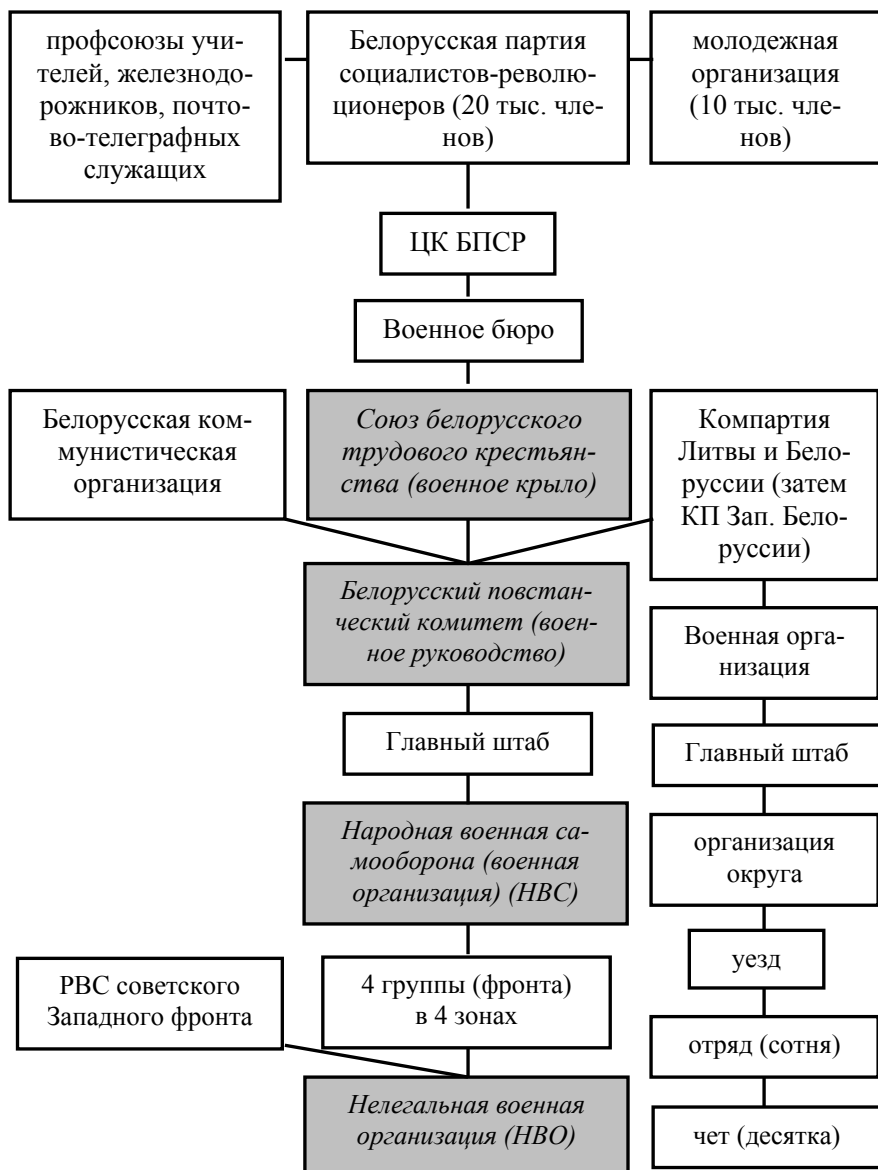 профсоюзы учи-
телей, железнодо-
рожников, почто-
во-телеграфных
служащих
Белорусская партия
социалистов-револю-
ционеров (20 тыс. чле-
нов)
молодежная
организация
(10 тыс. чле-
нов)
ЦК БПСР
Военное бюро
Белорусская ком-
мунистическая
организация
Союз белорусского
трудового крестьян-
ства (военное крыло)
Компартия
Литвы и Бело-
руссии (затем
КП Зап. Бело-
руссии)
Белорусский повстан-
ческий комитет (воен-
ное руководство)
Военная орга-
низация
Главный штаб
Главный штаб
Народная военная са-
мооборона (военная
организация) (НВС)
организация
округа
уезд
РВС советского
Западного фронта
4 группы (фронта)
в 4 зонах
отряд (сотня)
Нелегальная военная
организация (НВО)
чет (десятка)